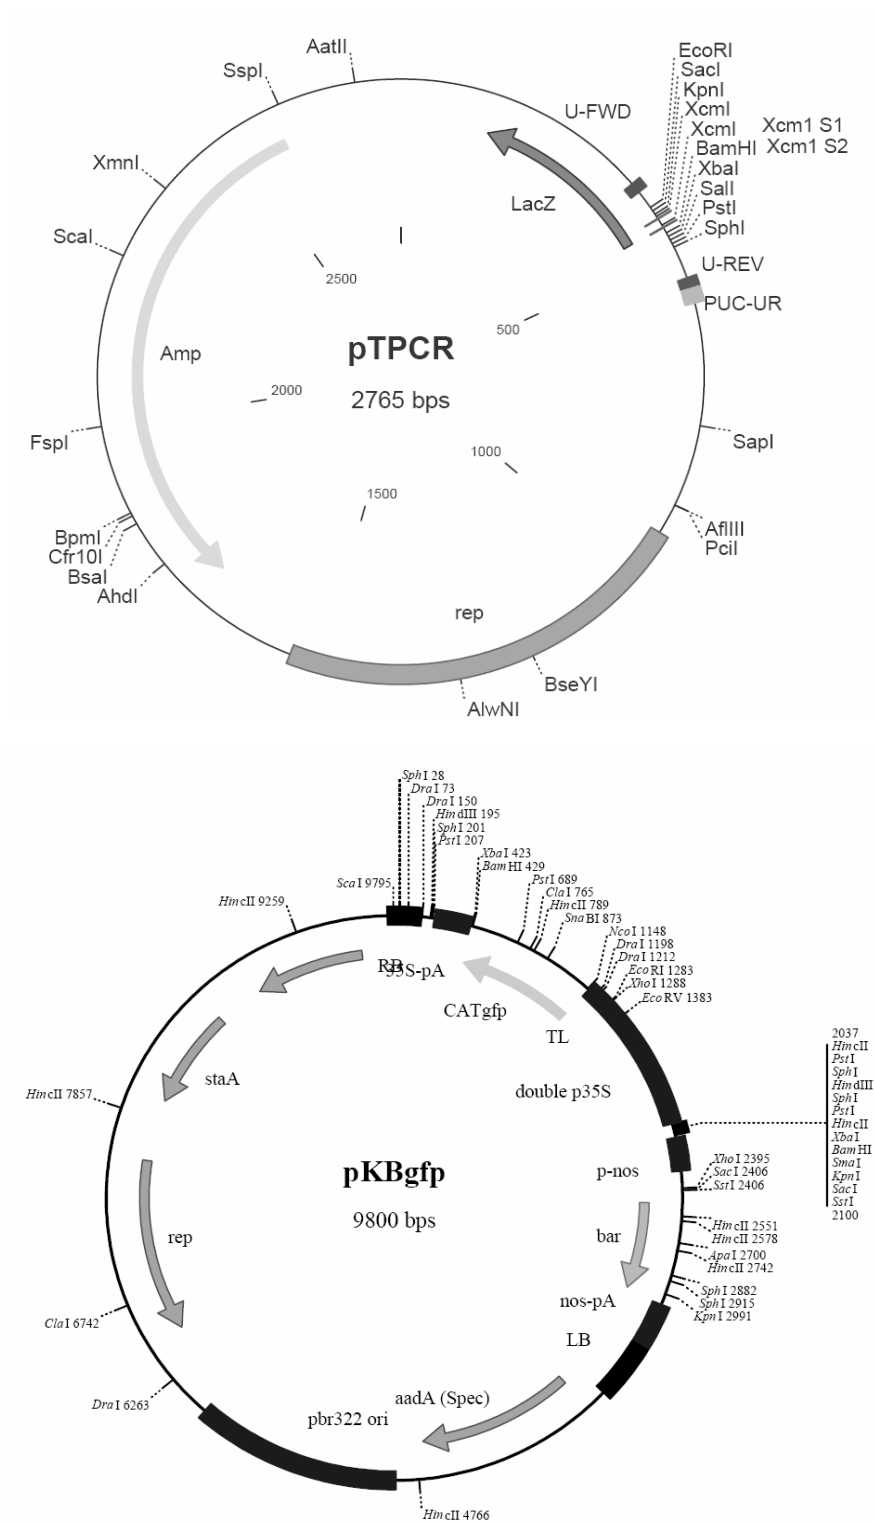 AatII
SspI
XmnI
ScaI
FspI
BpmI
Cfr10I
BsaI
AhdI
U-FWD
EcoRI
SacI
KpnI
XcmI
XcmI
Xcm1 S1
BamHI
Xcm1 S2
XbaI
SalI
PstI
SphI
U-REV
PUC-UR
LacZ
2500
500
Amp
pTPCR
2765 bps
2000
1000
1500
SapI
AflIII
PciI
rep
BseYI
AlwNI
SphI 28
DraI 73
DraI 150
HindIII 195
SphI 201
PstI 207
XbaI 423
BamHI 429
ScaI 9795
PstI 689
ClaI 765
HincII 789
SnaBI 873
HincII 9259
NcoI 1148
DraI 1198
DraI 1212
EcoRI 1283
XhoI 1288
EcoRV 1383
RB
35S-pA
CATgfp
TL
double p35S
staA
HincII 7857
2037
HincII
PstI
SphI
HindIII
SphI
PstI
HincII
XbaI
BamHI
SmaI
KpnI
SacI
SstI
2100
pKBgfp
9800 bps
p-nos
XhoI 2395
SacI 2406
SstI 2406
bar
HincII 2551
HincII 2578
ApaI 2700
HincII 2742
rep
nos-pA
SphI 2882
SphI 2915
KpnI 2991
LB
ClaI 6742
DraI 6263
aadA (Spec)
pbr322 ori
HincII 4766